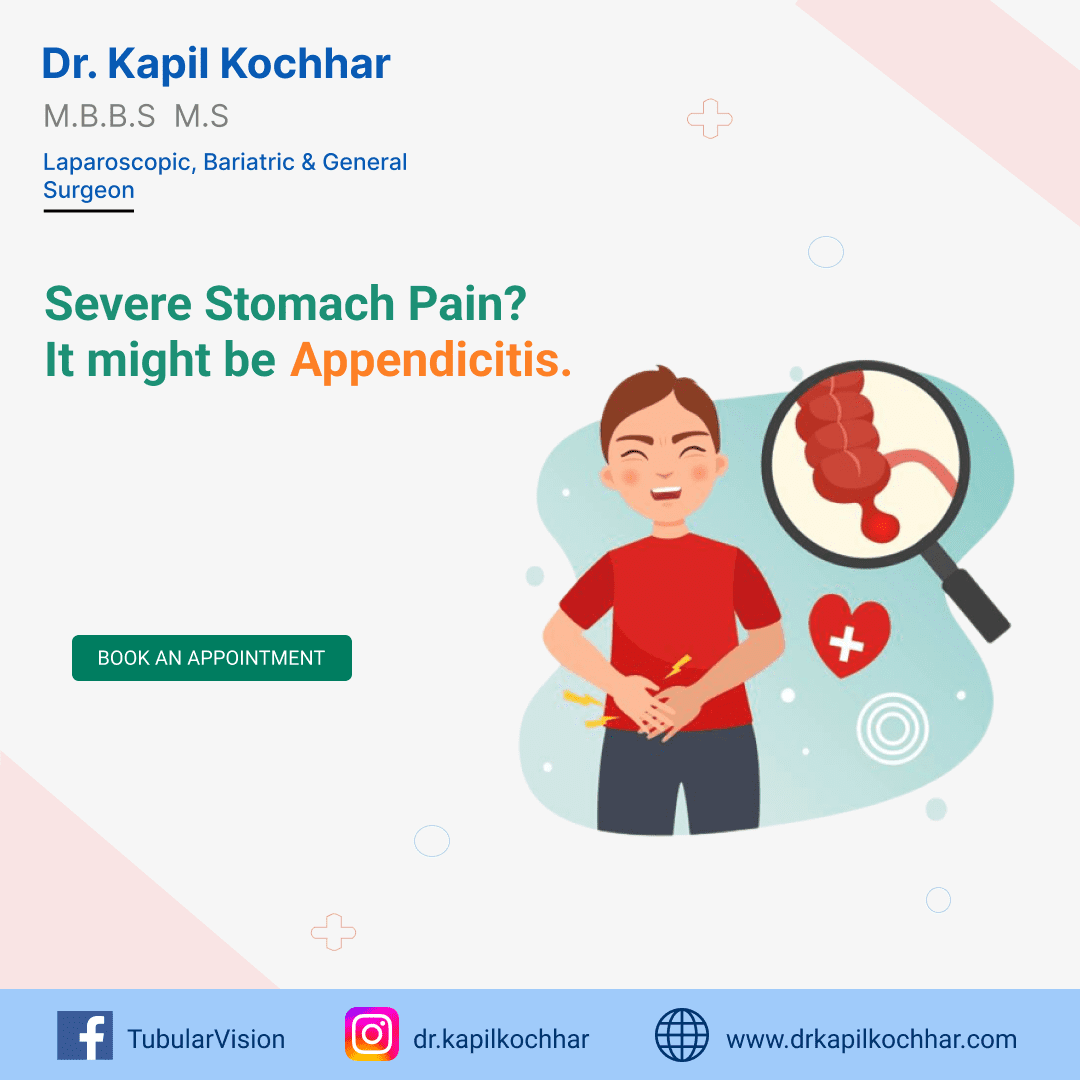 Dr. Kapil Kochhar
M.B.B.S M.S
Laparoscopic, Bariatric & General
Surgeon
Severe Stomach Pain?
It might be Appendicitis.
BOOK AN APPOINTMENT
TubularVision
dr.kapilkochhar
www.drkapilkochhar.com